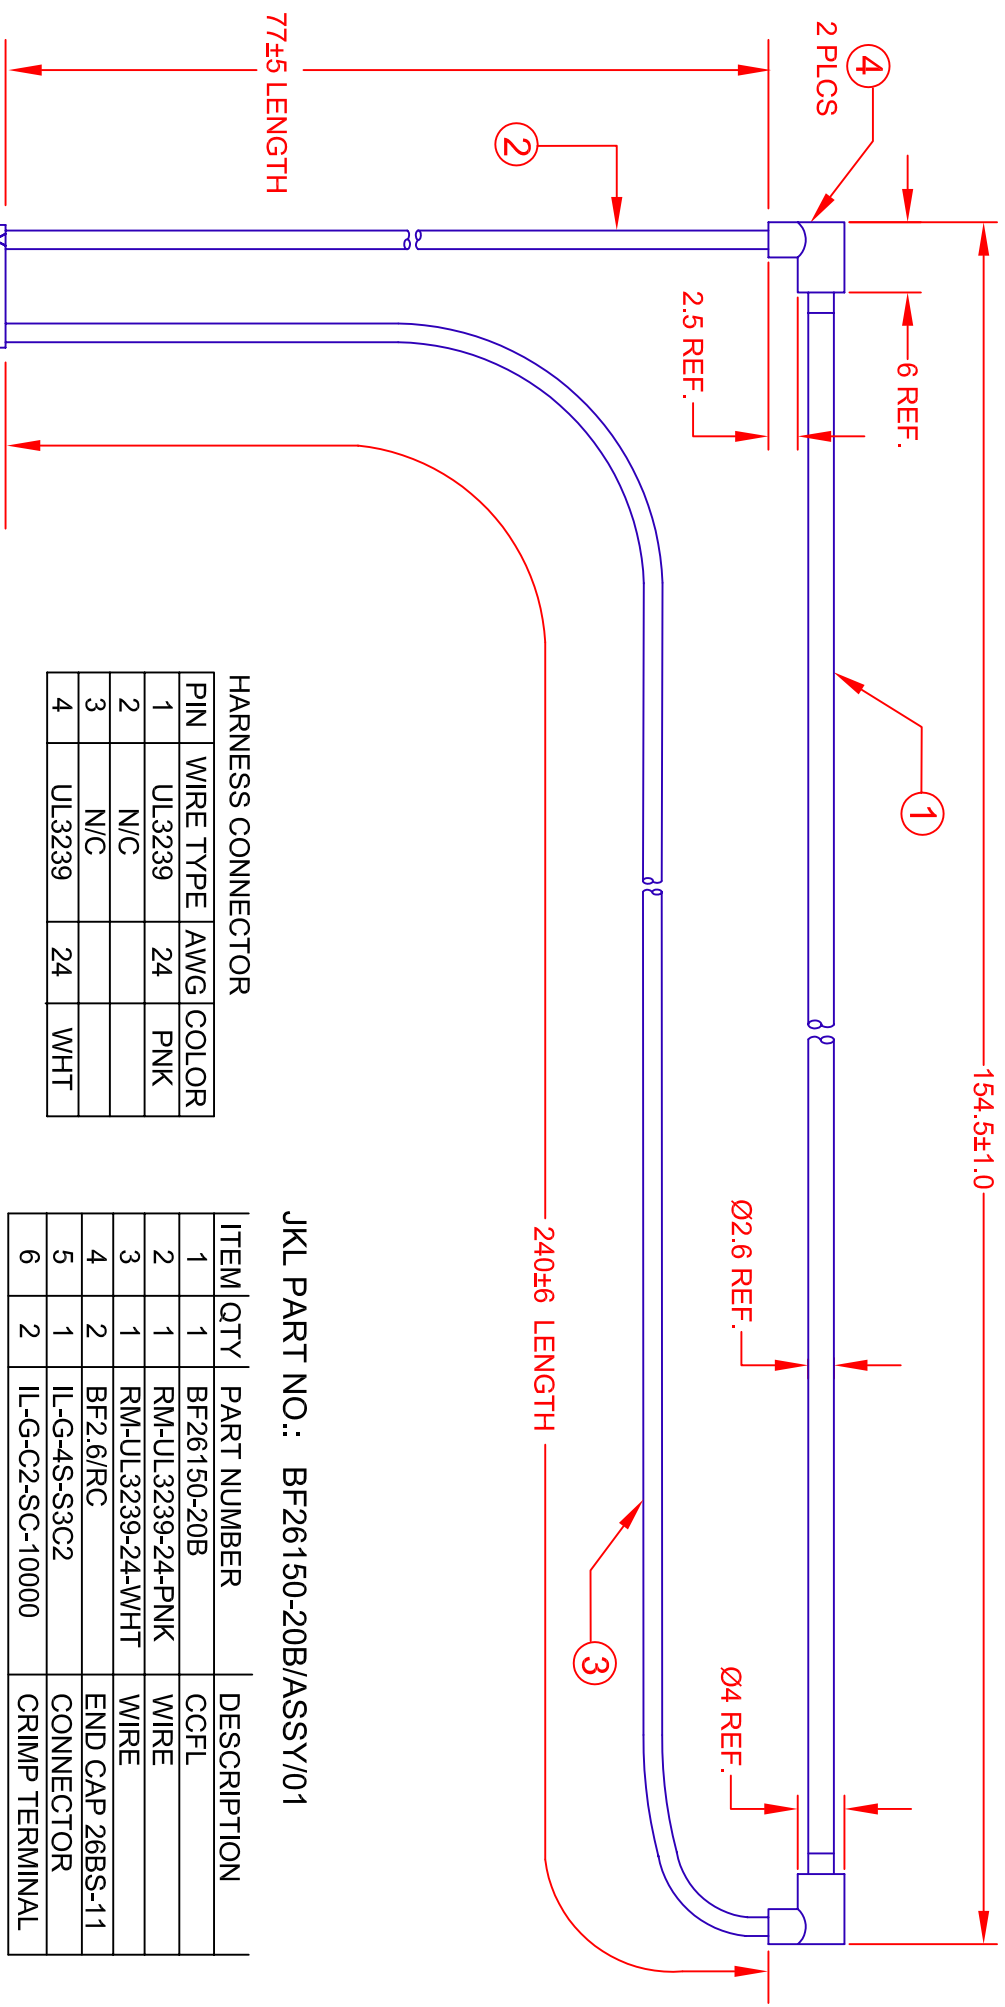 154.5±1.0
6 REF.
1
4
2 PLCS
Ø2.6 REF.
Ø4 REF.
2.5 REF.
2
3
240±6 LENGTH
77±5 LENGTH
HARNESS CONNECTOR
PIN WIRE TYPE AWG COLOR
1 UL3239 24 PNK
2 N/C
3 N/C
4 UL3239 24 WHT
JKL PART NO.: BF26150-20B/ASSY/01
ITEM QTY PART NUMBER DESCRIPTION
1 1 BF26150-20B CCFL
2 1 RM-UL3239-24-PNK WIRE
3 1 RM-UL3239-24-WHT WIRE
4 2 BF2.6/RC END CAP 26BS-11
5 1 IL-G-4S-S3C2 CONNECTOR
6 2 IL-G-C2-SC-10000 CRIMP TERMINAL